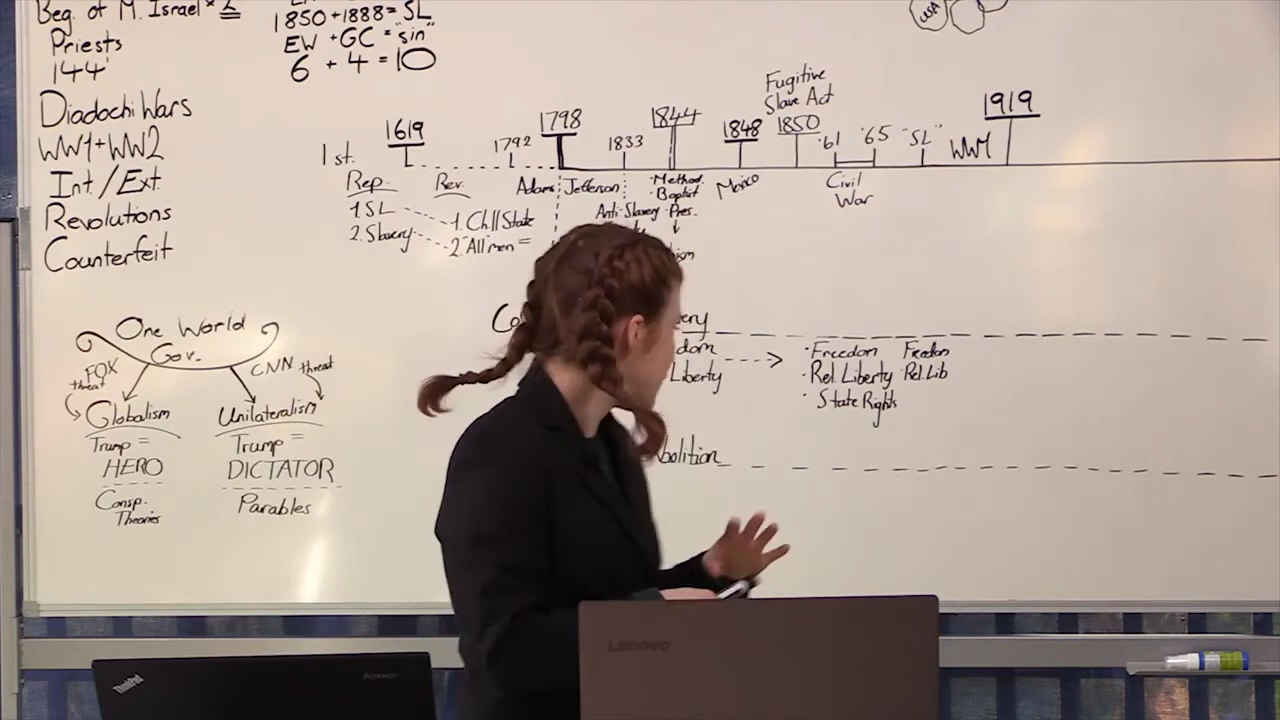 Beg. of M. Israel
Priests
144
Diadochi Wars
WW1+WW2
Int./Ext.
Revolutions
Counterfeit
1850+1888=SL
EW + GC = "sin"
6 + 4 = 10
USA
1st.
1619
1792
1798
1833
1844
1848
Fugitive
Slave Act
1850
'61
'65
"SL"
WW1
1919
Rep.
1. SL
2. Slavery
Rev.
1. Ch.//State
2. "All men =
Adams
Jefferson
Anti-Slavery
· Method.
· Baptist
· Pres.
Mexico
Civil
War
· Freedom
· Rel. Liberty
· State Rights
Freedom
Rel. Lib
Liberty
One World
Gov.
FOX
threat
CNN threat
Globalism
Trump =
HERO
Consp.
Theories
Unilateralism
Trump =
DICTATOR
Parables
Lenovo
ThinkPad
Lenovo